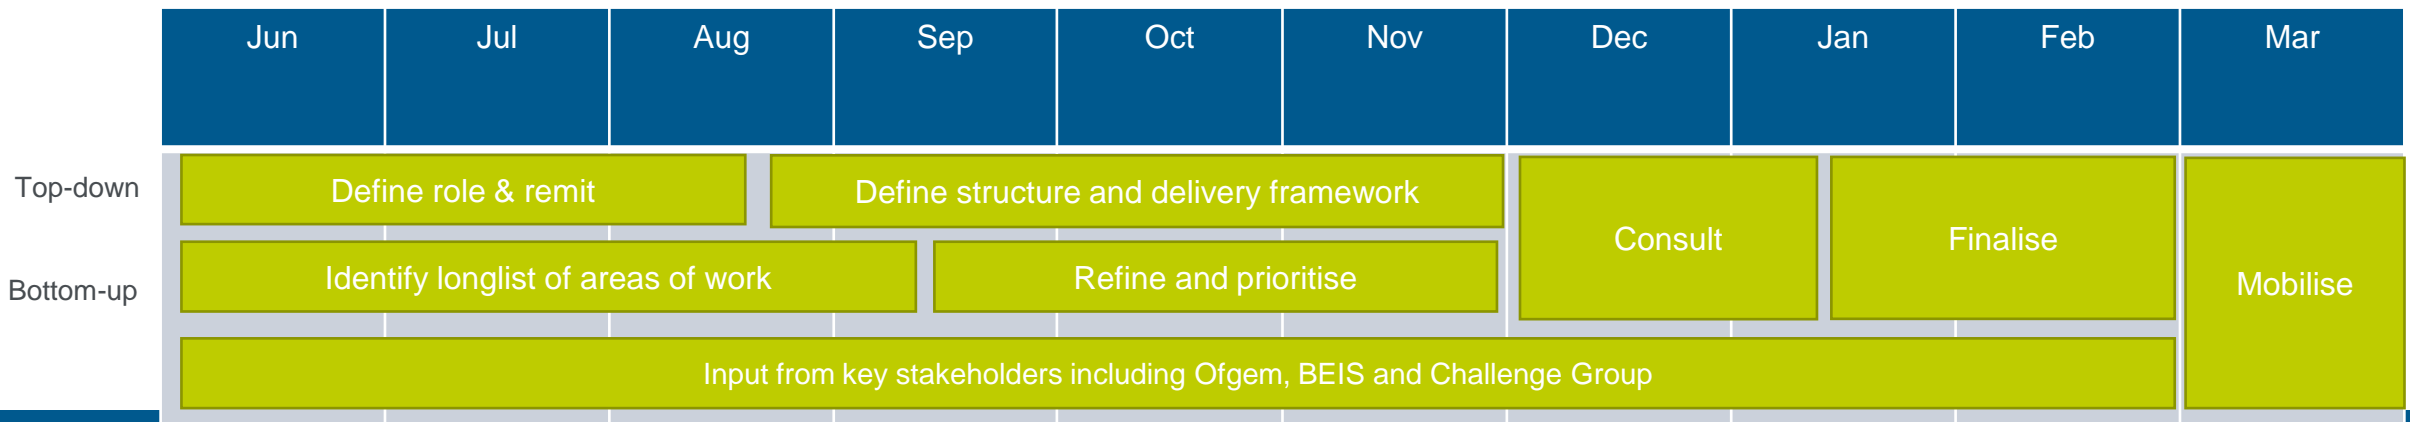 Jun Jul Aug Sep Oct Nov Dec Jan Feb Mar
Top-down
Define role & remit
Define structure and delivery framework
Consult
Finalise
Mobilise
Bottom-up
Identify longlist of areas of work
Refine and prioritise
Input from key stakeholders including Ofgem, BEIS and Challenge Group